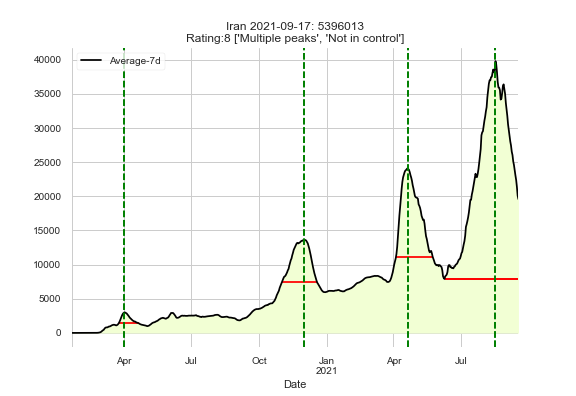 Iran 2021-09-17: 5396013
Rating:8 ['Multiple peaks', 'Not in control']
Average-7d
40000
35000
30000
25000
20000
15000
10000
5000
0
Apr Jul Oct Jan Apr Jul
2021
Date